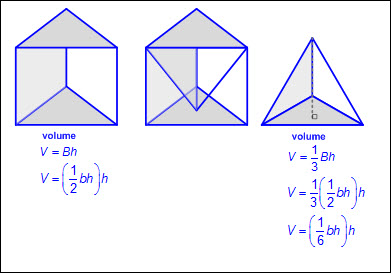 volume
V = Bh
V = (1/2 bh)h
volume
V = 1/3 Bh
V = 1/3 (1/2 bh)h
V = (1/6 bh)h